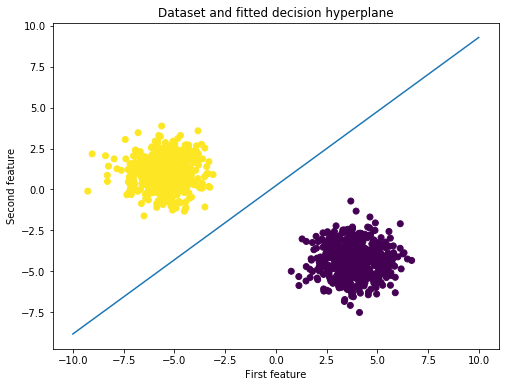 Dataset and fitted decision hyperplane
10.0
7.5
5.0
2.5
0.0
−2.5
−5.0
−7.5
Second feature
−10.0 −7.5 −5.0 −2.5 0.0 2.5 5.0 7.5 10.0
First feature